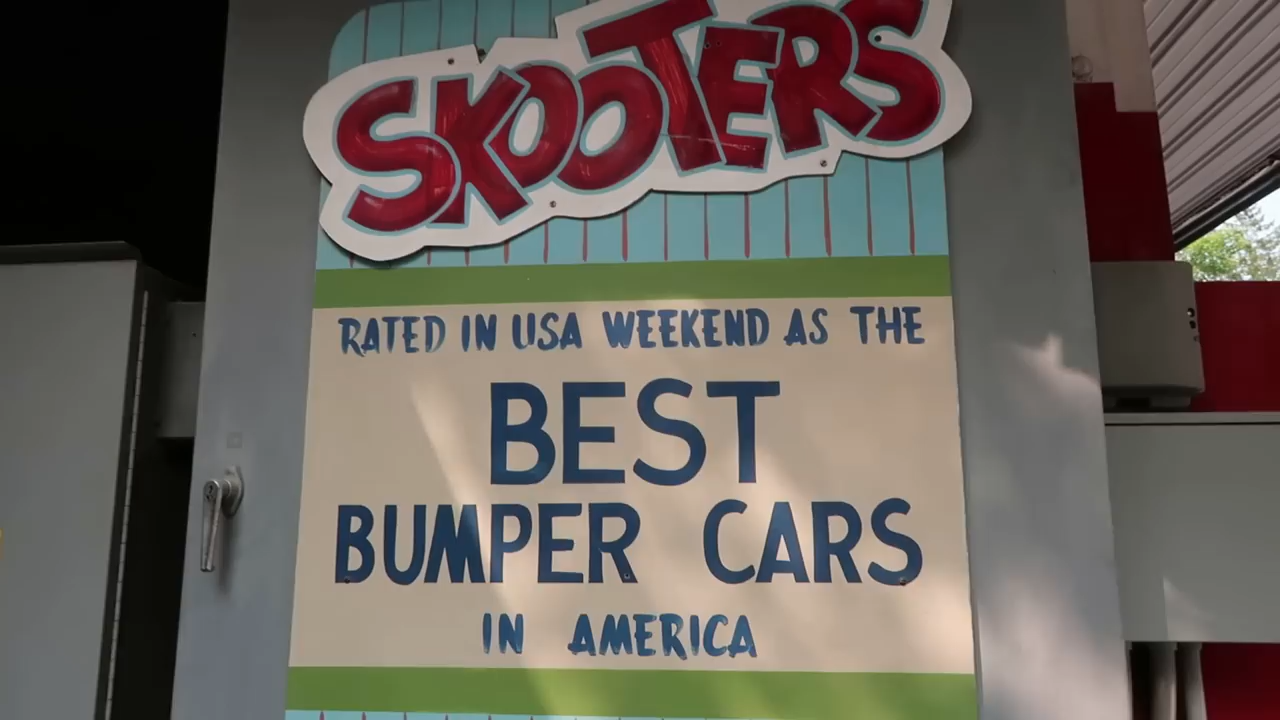 SKOOTERS
RATED IN USA WEEKEND AS THE
BEST
BUMPER CARS
IN AMERICA